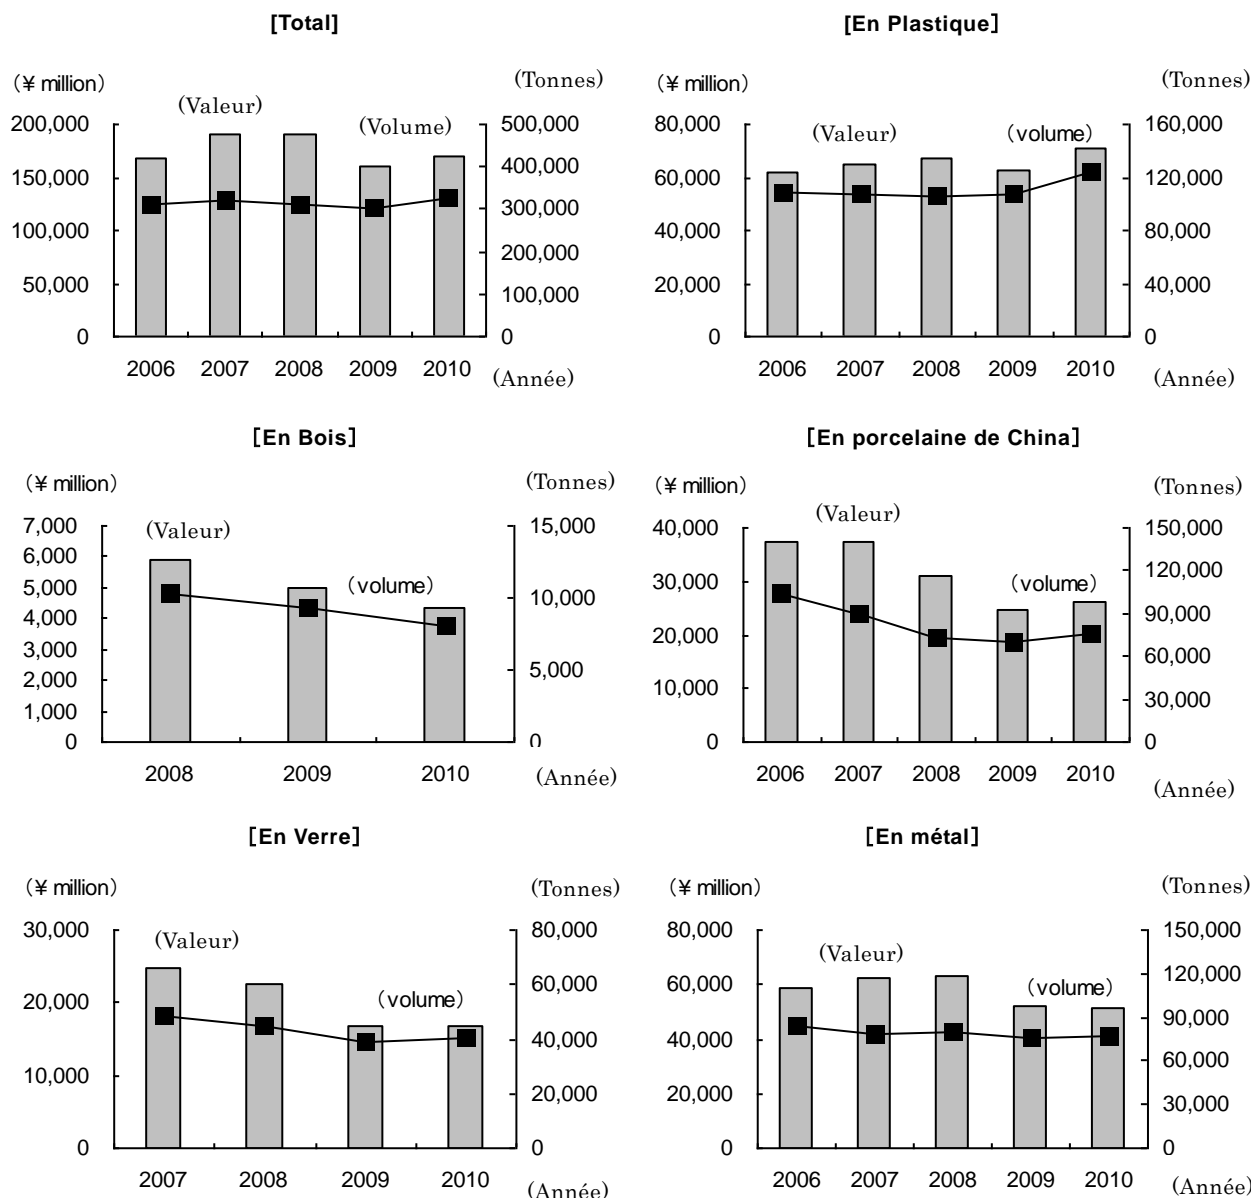 [Total]
(¥ million)
(Tonnes)
(Valeur)
(Volume)
200,000
150,000
100,000
50,000
0
500,000
400,000
300,000
200,000
100,000
0
2006 2007 2008 2009 2010
(Année)
[En Plastique]
(¥ million)
(Tonnes)
(Valeur)
(volume)
80,000
60,000
40,000
20,000
0
160,000
120,000
80,000
40,000
0
2006 2007 2008 2009 2010
(Année)
[En Bois]
(¥ million)
(Tonnes)
(Valeur)
(volume)
7,000
6,000
5,000
4,000
3,000
2,000
1,000
0
15,000
10,000
5,000
0
2008 2009 2010
(Année)
[En porcelaine de China]
(¥ million)
(Tonnes)
(Valeur)
(volume)
40,000
30,000
20,000
10,000
0
150,000
120,000
90,000
60,000
30,000
0
2006 2007 2008 2009 2010
(Année)
[En Verre]
(¥ million)
(Tonnes)
(Valeur)
(volume)
30,000
20,000
10,000
0
80,000
60,000
40,000
20,000
0
2007 2008 2009 2010
(Année)
[En métal]
(¥ million)
(Tonnes)
(Valeur)
(volume)
80,000
60,000
40,000
20,000
0
150,000
120,000
90,000
60,000
30,000
0
2006 2007 2008 2009 2010
(Année)